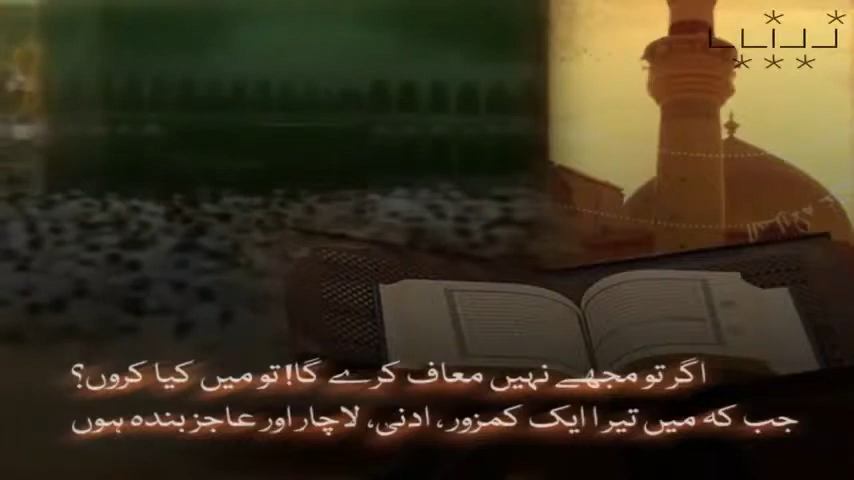 اگر تو مجھے نہیں معاف کرے گا! تو میں کیا کروں؟
جب کہ میں تیرا ایک کمزور، ادنی، لاچار اور عاجز بندہ ہوں